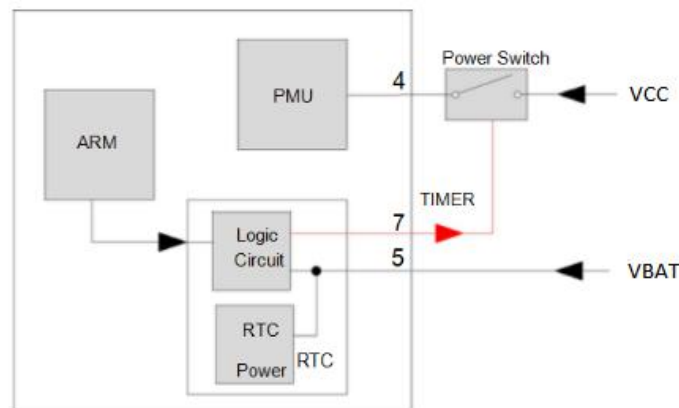 Power Switch
4
PMU
VCC
ARM
TIMER
7
Logic
Circuit
5
VBAT
RTC
Power
RTC